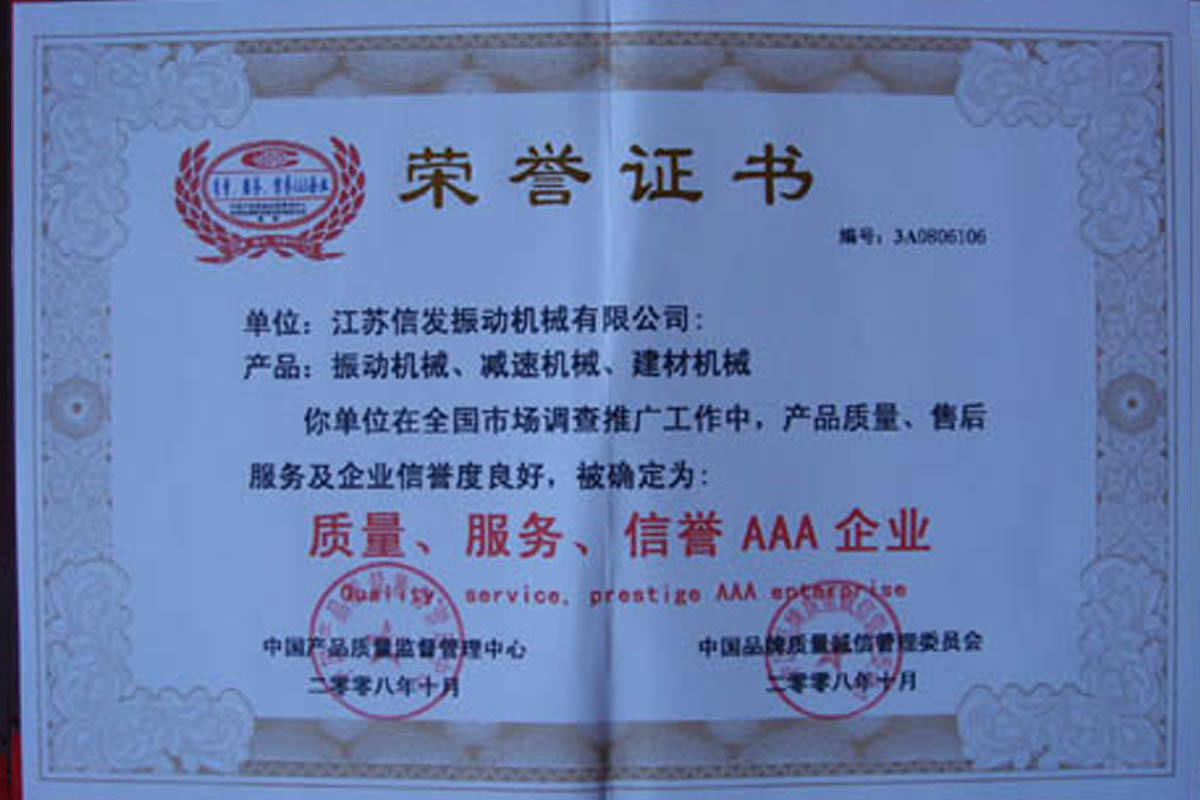 荣誉证书
编号：3A0806106
单位：江苏信发振动机械有限公司：
产品：振动机械、减速机械、建材机械
你单位在全国市场调查推广工作中，产品质量、售后
服务及企业信誉度良好，被确定为：
质量、服务、信誉 AAA 企业
Quality, service, prestige AAA enterprise
中国产品质量监督管理中心
中国品牌质量诚信管理委员会
二零零八年十月
二零零八年十月